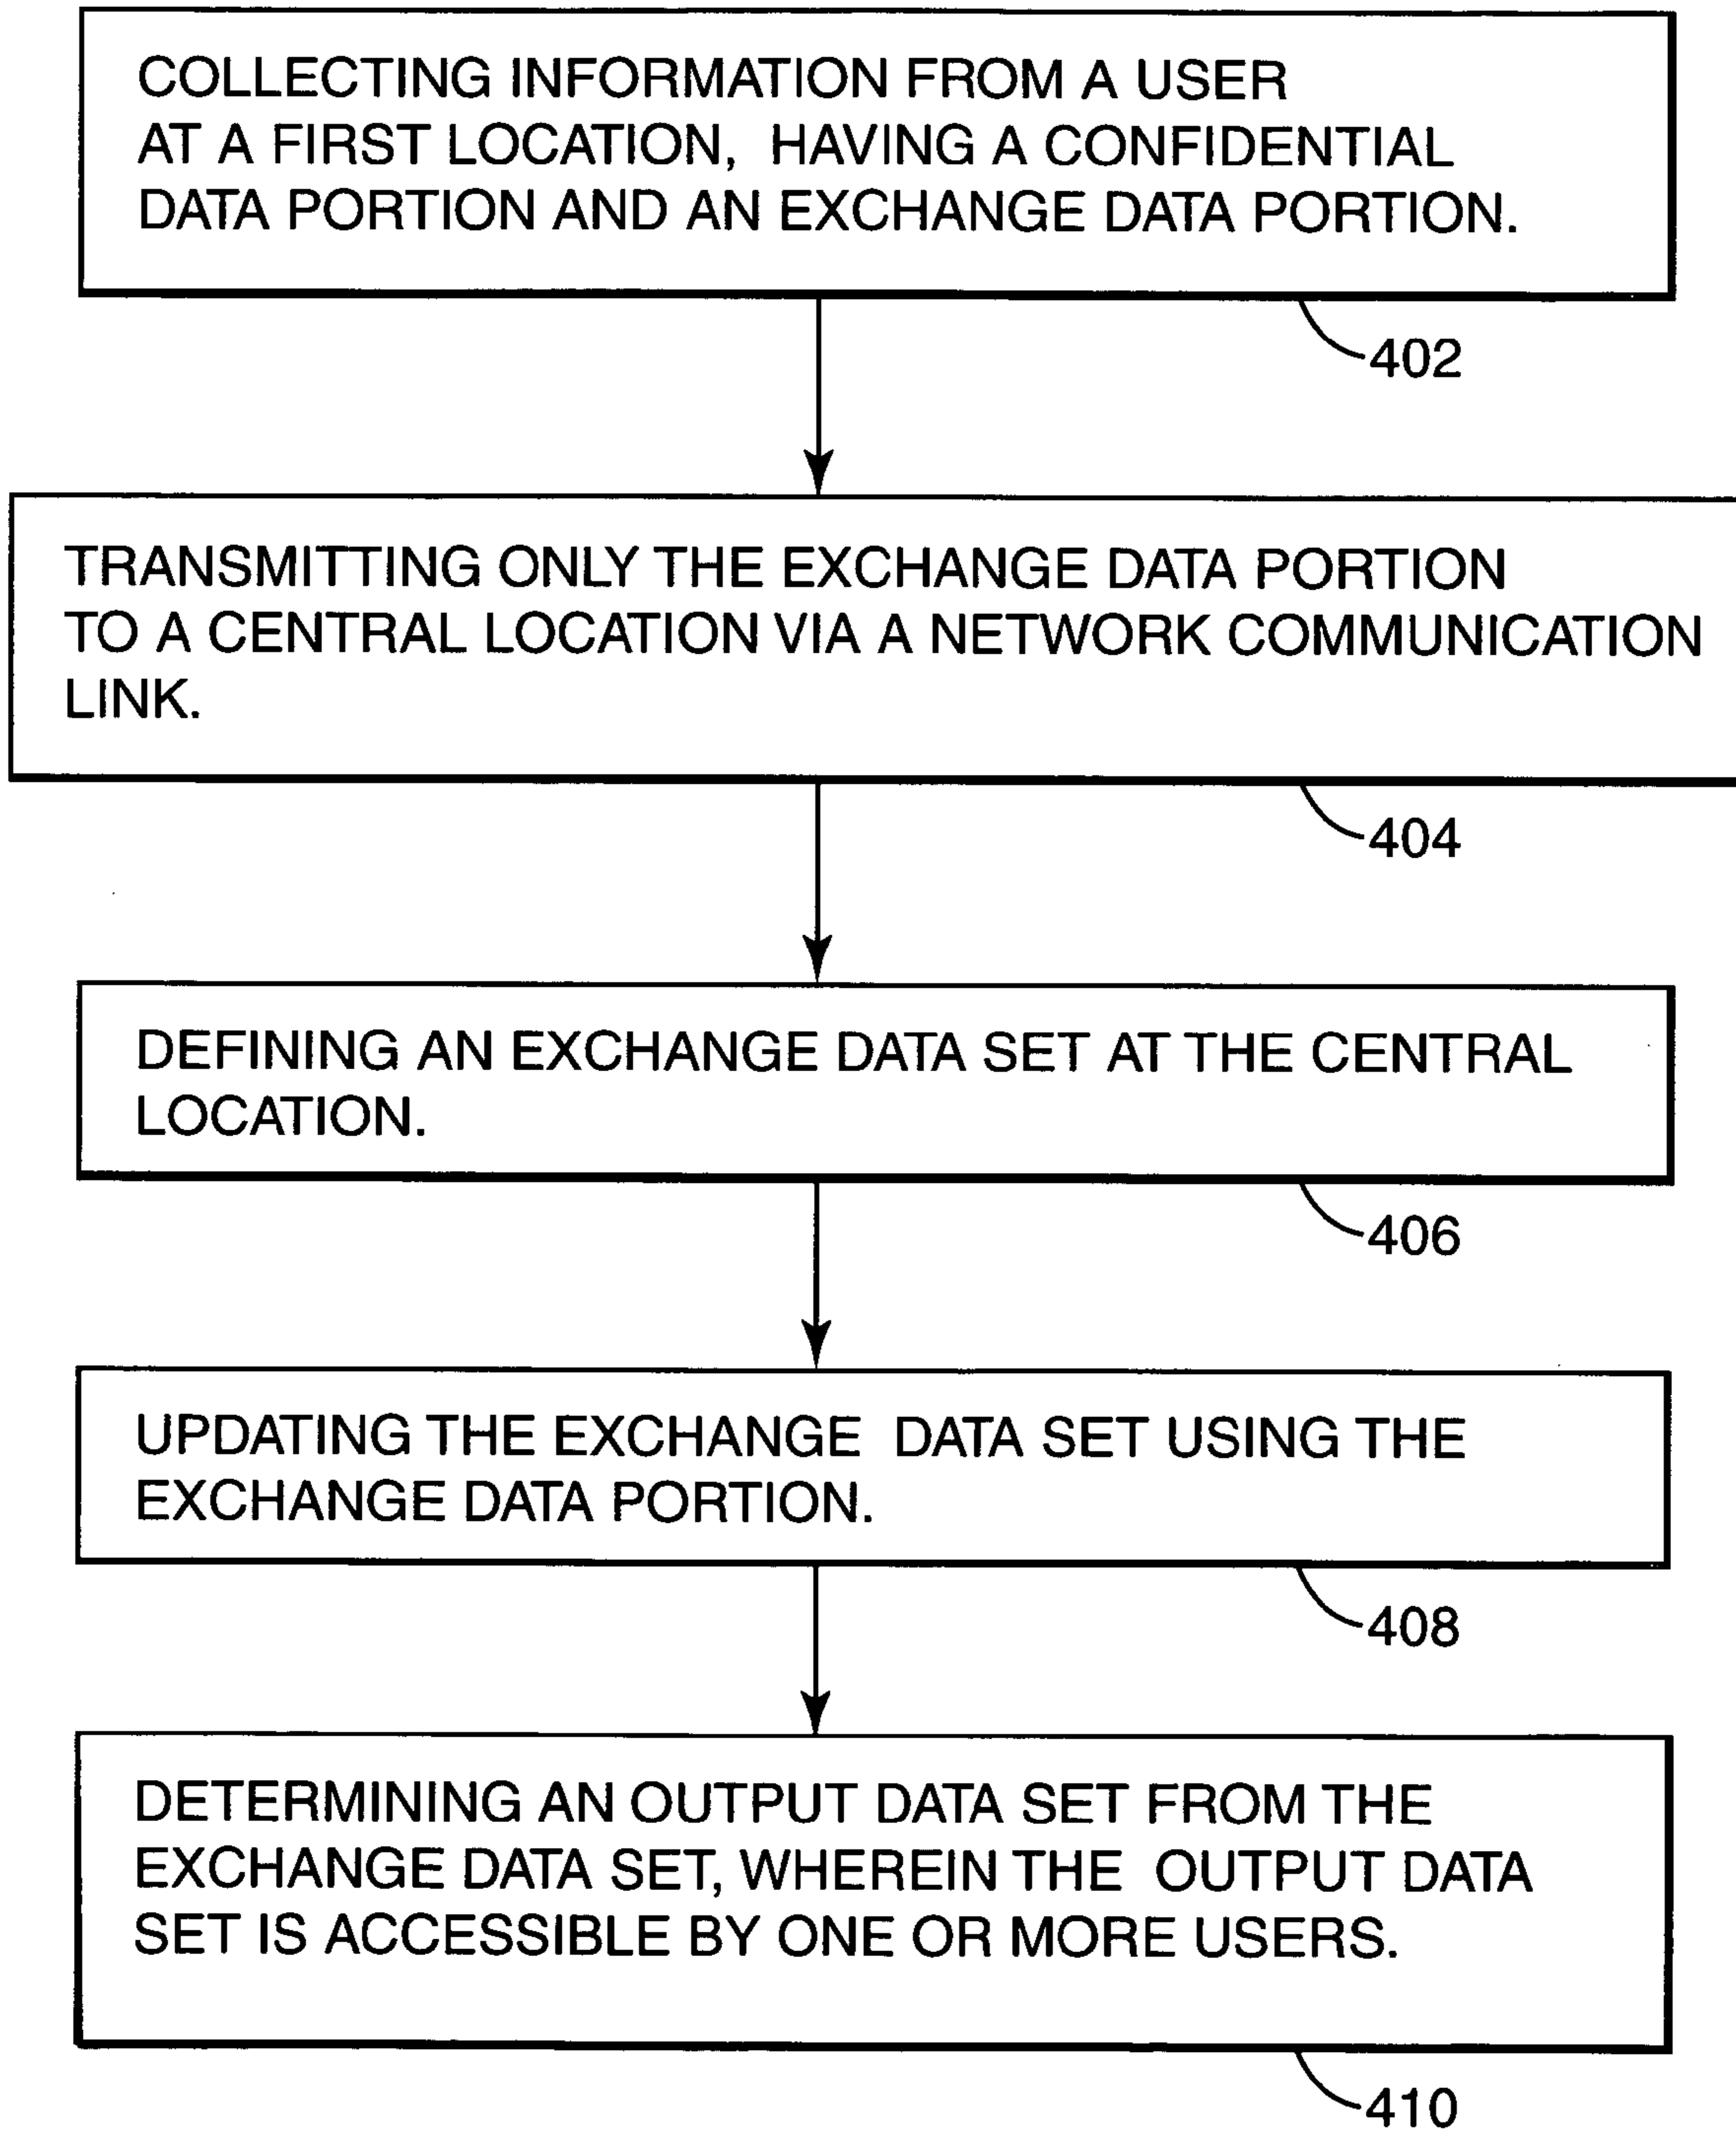 COLLECTING INFORMATION FROM A USER
AT A FIRST LOCATION, HAVING A CONFIDENTIAL
DATA PORTION AND AN EXCHANGE DATA PORTION.
402
TRANSMITTING ONLY THE EXCHANGE DATA PORTION
TO A CENTRAL LOCATION VIA A NETWORK COMMUNICATION
LINK.
404
DEFINING AN EXCHANGE DATA SET AT THE CENTRAL
LOCATION.
406
UPDATING THE EXCHANGE DATA SET USING THE
EXCHANGE DATA PORTION.
408
DETERMINING AN OUTPUT DATA SET FROM THE
EXCHANGE DATA SET, WHEREIN THE OUTPUT DATA
SET IS ACCESSIBLE BY ONE OR MORE USERS.
410